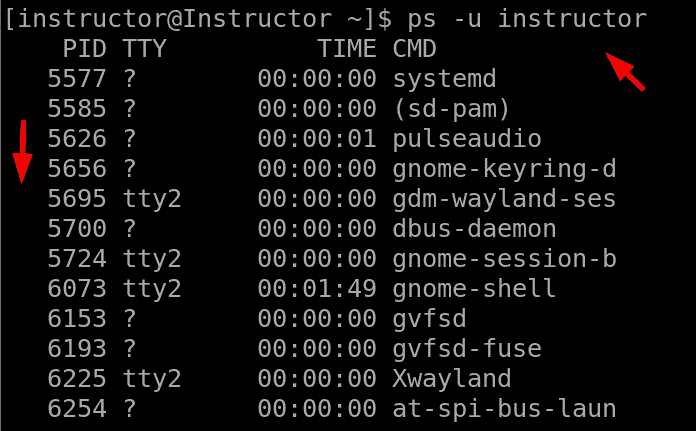 [instructor@Instructor ~]$ ps -u instructor
PID TTY TIME CMD
5577 ? 00:00:00 systemd
5585 ? 00:00:00 (sd-pam)
5626 ? 00:00:01 pulseaudio
5656 ? 00:00:00 gnome-keyring-d
5695 tty2 00:00:00 gdm-wayland-ses
5700 ? 00:00:00 dbus-daemon
5724 tty2 00:00:00 gnome-session-b
6073 tty2 00:01:49 gnome-shell
6153 ? 00:00:00 gvfsd
6193 ? 00:00:00 gvfsd-fuse
6225 tty2 00:00:00 Xwayland
6254 ? 00:00:00 at-spi-bus-laun